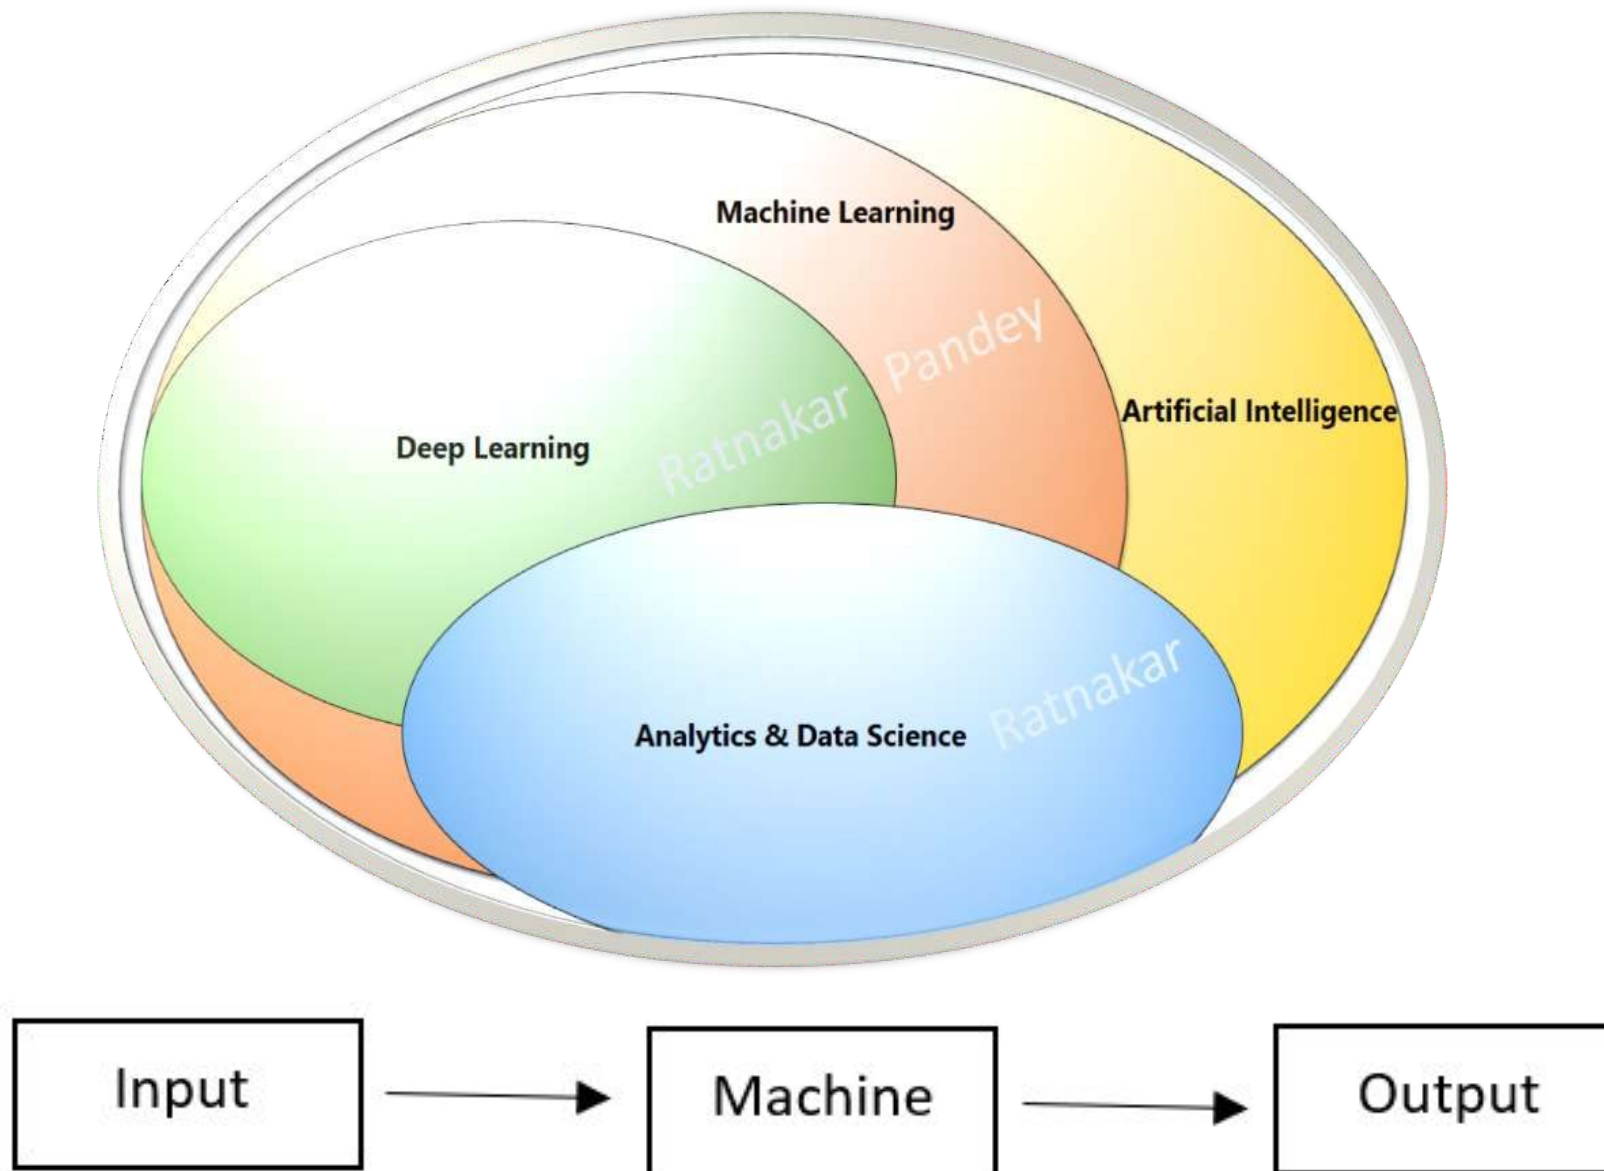 Machine Learning
Pandey
Ratnakar
Artificial Intelligence
Deep Learning
Ratnakar
Analytics & Data Science
Input
Machine
Output